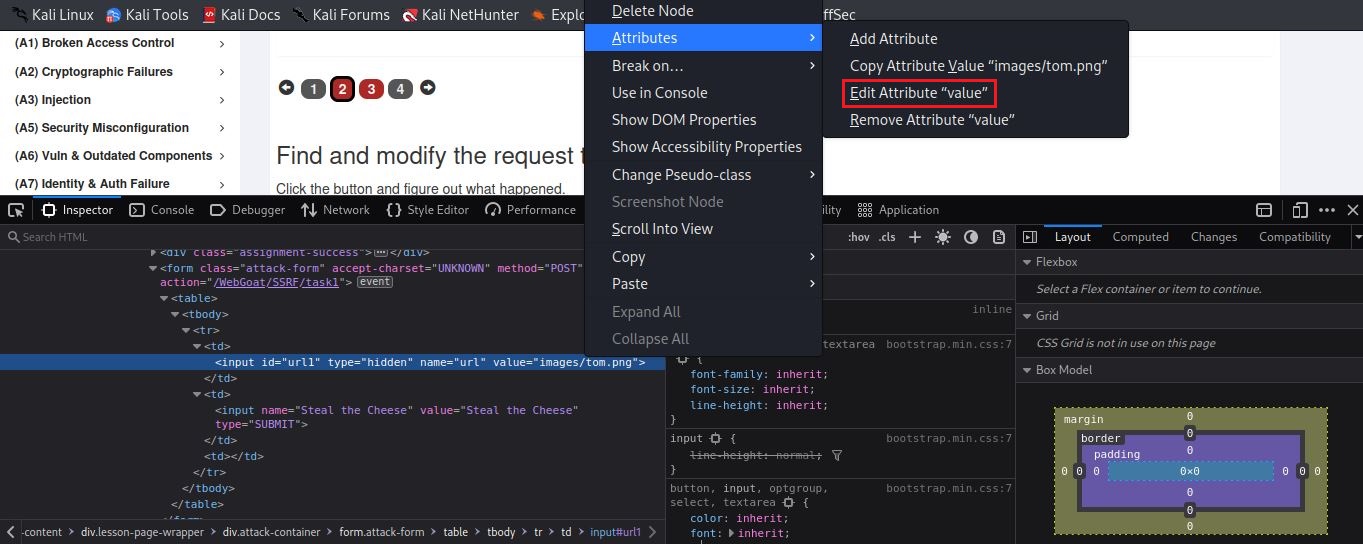 Kali Linux Kali Tools Kali Docs Kali Forums Kali NetHunter Explo ffSec
(A1) Broken Access Control
(A2) Cryptographic Failures
(A3) Injection
(A5) Security Misconfiguration
(A6) Vuln & Outdated Components
(A7) Identity & Auth Failure
1 2 3 4
Find and modify the request t
Click the button and figure out what happened.
Delete Node
Attributes
Break on…
Use in Console
Show DOM Properties
Show Accessibility Properties
Change Pseudo-class
Screenshot Node
Scroll Into View
Copy
Paste
Expand All
Collapse All
Add Attribute
Copy Attribute Value “images/tom.png”
Edit Attribute “value”
Remove Attribute “value”
Inspector Console Debugger Network Style Editor Performance bility Application
Search HTML
<div class="assignment-success"> </div>
<form class="attack-form" accept-charset="UNKNOWN" method="POST"
action="/WebGoat/SSRF/task1"> event
<table>
<tbody>
<tr>
<td>
<input id="url1" type="hidden" name="url" value="images/tom.png">
</td>
<td>
<input name="Steal the Cheese" value="Steal the Cheese"
type="SUBMIT">
</td>
<td></td>
</tr>
</tbody>
</table>
-content div.lesson-page-wrapper div.attack-container form.attack-form table tbody tr td input#url1
:hov .cls
inline
textarea bootstrap.min.css:7
{
font-family: inherit;
font-size: inherit;
line-height: inherit;
}
input { bootstrap.min.css:7
line-height: normal;
}
button, input, optgroup, bootstrap.min.css:7
select, textarea {
color: inherit;
font: inherit;
Layout Computed Changes Compatibility
Flexbox
Select a Flex container or item to continue.
Grid
CSS Grid is not in use on this page
Box Model
margin 0
border 0
padding 0
0 0 0 0×0 0 0 0
0
0
0